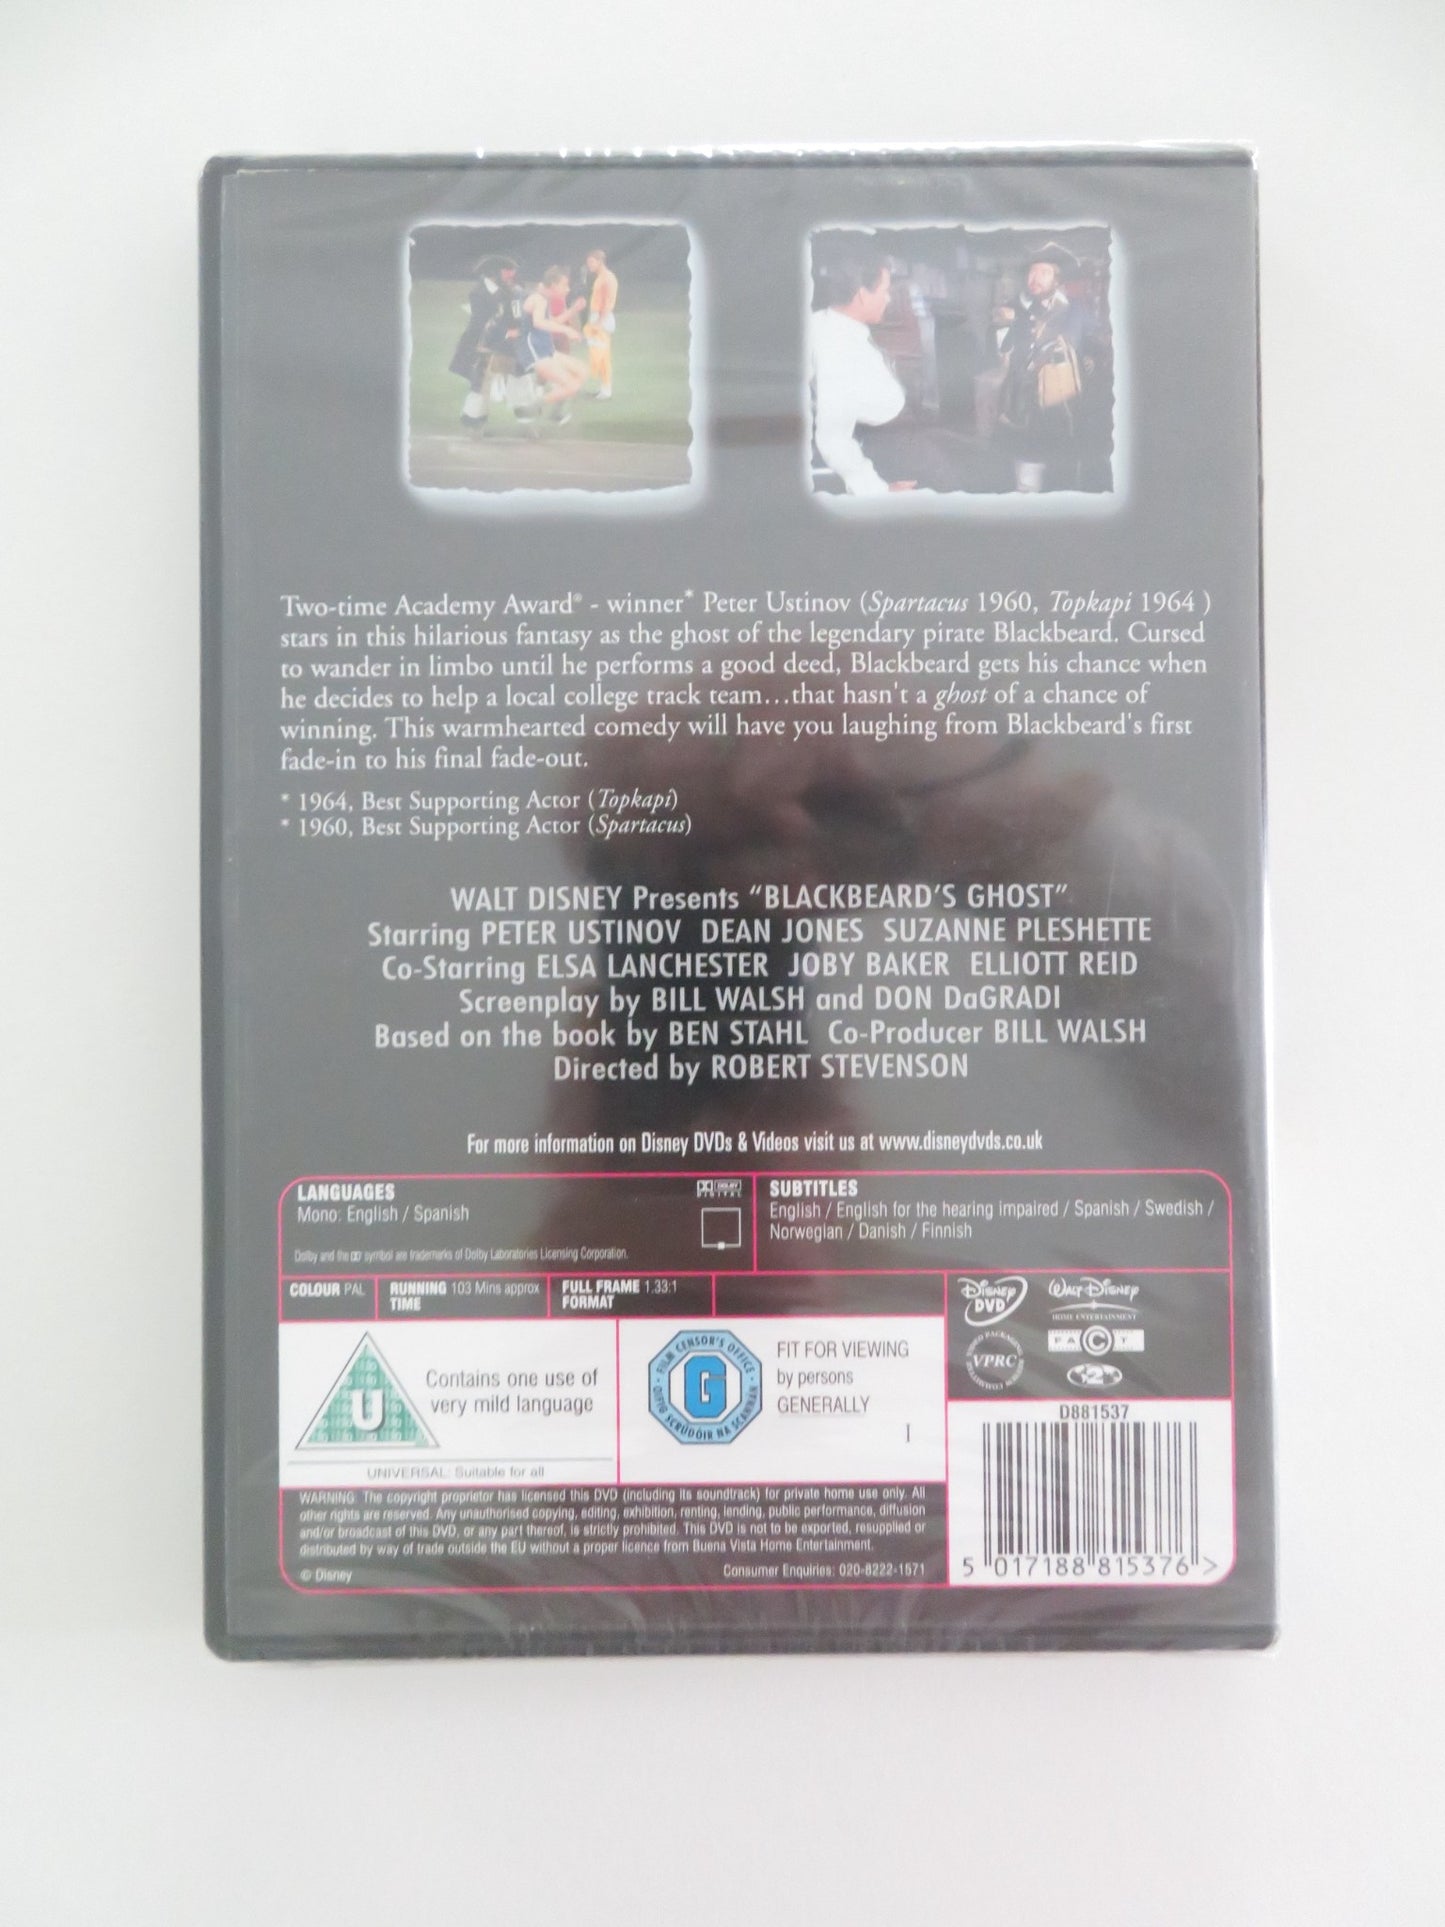 Two-time Academy Award® - winner* Peter Ustinov (Spartacus 1960, Topkapi 1964 )
stars in this hilarious fantasy as the ghost of the legendary pirate Blackbeard. Cursed
to wander in limbo until he performs a good deed, Blackbeard gets his chance when
he decides to help a local college track team...that hasn't a ghost of a chance of
winning. This warmhearted comedy will have you laughing from Blackbeard's first
fade-in to his final fade-out.
* 1964, Best Supporting Actor (Topkapi)
* 1960, Best Supporting Actor (Spartacus)
WALT DISNEY Presents “BLACKBEARD'S GHOST”
Starring PETER USTINOV DEAN JONES SUZANNE PLESHETTE
Co-Starring ELSA LANCHESTER JOBY BAKER ELLIOTT REID
Screenplay by BILL WALSH and DON DaGRADI
Based on the book by BEN STAHL Co-Producer BILL WALSH
Directed by ROBERT STEVENSON
For more information on Disney DVDs & Videos visit us at www.disneydvds.co.uk
LANGUAGES
Mono: English / Spanish
DOLBY
DIGITAL
Dolby and the DD symbol are trademarks of Dolby Laboratories Licensing Corporation.
SUBTITLES
English / English for the hearing impaired / Spanish / Swedish /
Norwegian / Danish / Finnish
COLOUR PAL
RUNNING 103 Mins approx
TIME
FULL FRAME 1.33:1
FORMAT
DISNEY
DVD
WALT DISNEY
HOME ENTERTAINMENT
VPRC
FACT
2
U
Contains one use of
very mild language
UNIVERSAL: Suitable for all
FILM CENSOR'S OFFICE
G
OIFIG SCRÚDÓIR NA SCANNÁN
FIT FOR VIEWING
by persons
GENERALLY
I
D881537
5 017188 815376 >
WARNING: The copyright proprietor has licensed this DVD (including its soundtrack) for private home use only. All
other rights are reserved. Any unauthorised copying, editing, exhibition, renting, lending, public performance, diffusion
and/or broadcast of this DVD, or any part thereof, is strictly prohibited. This DVD is not to be exported, resupplied or
distributed by way of trade outside the EU without a proper licence from Buena Vista Home Entertainment.
© Disney
Consumer Enquiries: 020-8222-1571